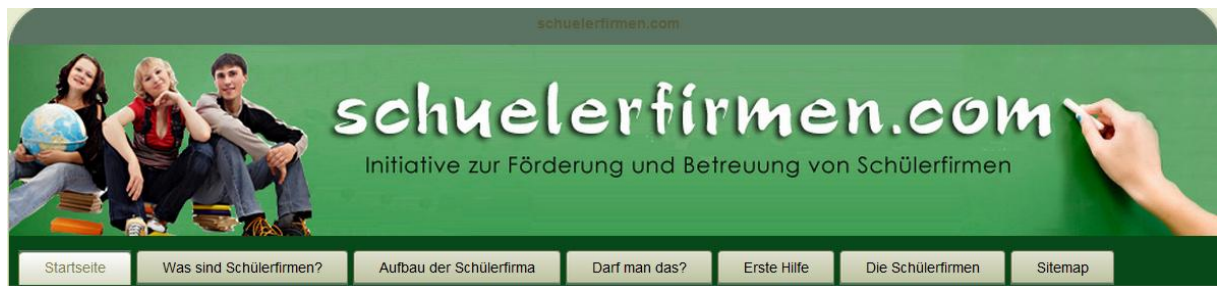 schuelerfirmen.com
schuelerfirmen.com
Initiative zur Förderung und Betreuung von Schülerfirmen
Startseite Was sind Schülerfirmen? Aufbau der Schülerfirma Darf man das? Erste Hilfe Die Schülerfirmen Sitemap